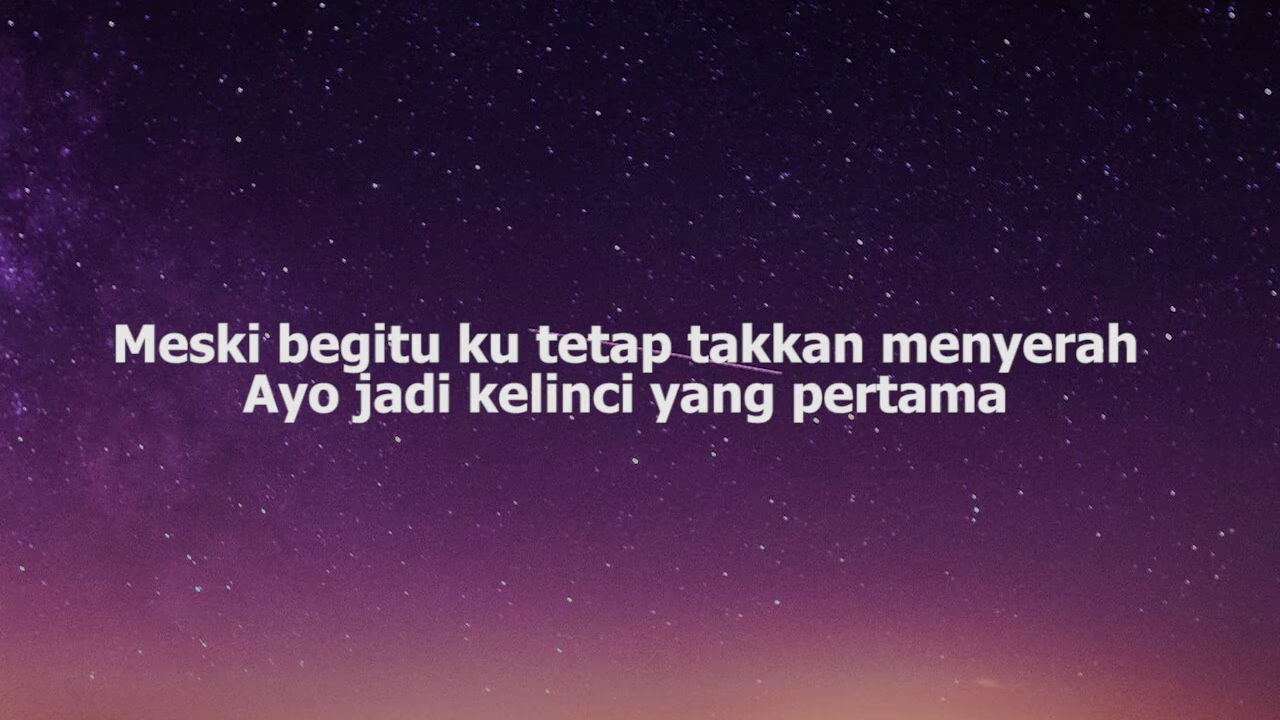 Meski begitu ku tetap takkan menyerah
Ayo jadi kelinci yang pertama